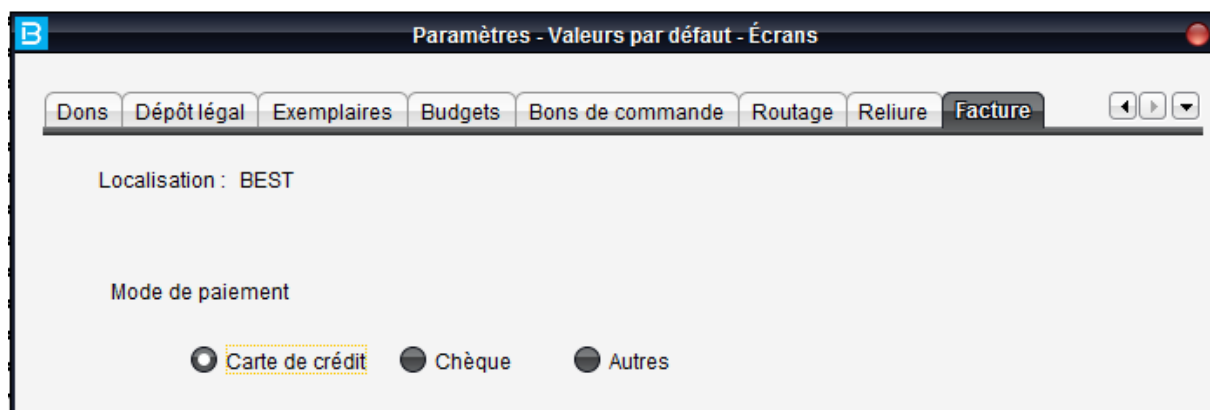 B Paramètres - Valeurs par défaut - Écrans
Dons Dépôt légal Exemplaires Budgets Bons de commande Routage Reliure Facture
Localisation : BEST
Mode de paiement
Carte de crédit Chèque Autres